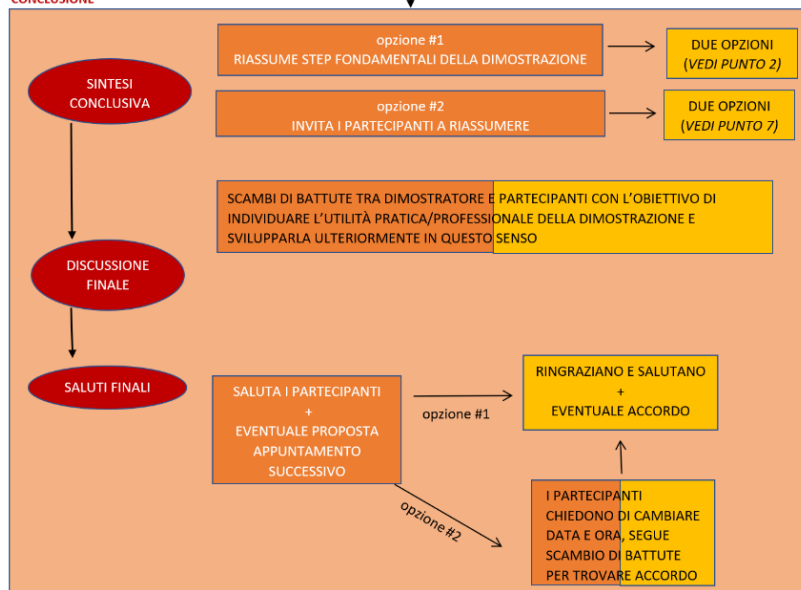 CONCLUSIONE
opzione #1
RIASSUME STEP FONDAMENTALI DELLA DIMOSTRAZIONE
DUE OPZIONI
(VEDI PUNTO 2)
SINTESI
CONCLUSIVA
opzione #2
INVITA I PARTECIPANTI A RIASSUMERE
DUE OPZIONI
(VEDI PUNTO 7)
SCAMBI DI BATTUTE TRA DIMOSTRATORE E PARTECIPANTI CON L'OBIETTIVO DI
INDIVIDUARE L'UTILITÀ PRATICA/PROFESSIONALE DELLA DIMOSTRAZIONE E
SVILUPPARLA ULTERIORMENTE IN QUESTO SENSO
DISCUSSIONE
FINALE
SALUTI FINALI
SALUTA I PARTECIPANTI
+
EVENTUALE PROPOSTA
APPUNTAMENTO
SUCCESSIVO
opzione #1
RINGRAZIANO E SALUTANO
+
EVENTUALE ACCORDO
opzione #2
I PARTECIPANTI
CHIEDONO DI CAMBIARE
DATA E ORA, SEGUE
SCAMBIO DI BATTUTE
PER TROVARE ACCORDO